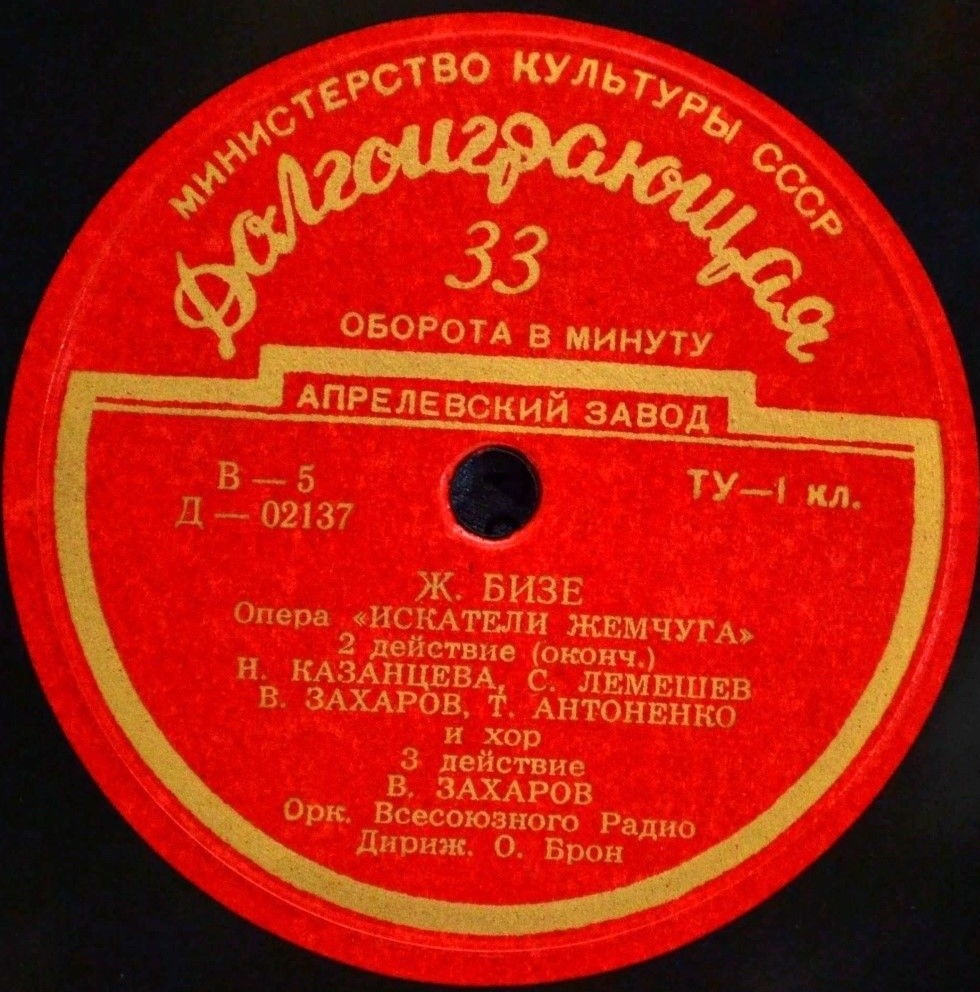 МИНИСТЕРСТВО КУЛЬТУРЫ СССР
Долгоиграющая
33
ОБОРОТА В МИНУТУ
АПРЕЛЕВСКИЙ ЗАВОД
В — 5
Д — 02137
ТУ—1 кл.
Ж. БИЗЕ
Опера «ИСКАТЕЛИ ЖЕМЧУГА»
2 действие (оконч.)
Н. КАЗАНЦЕВА, С. ЛЕМЕШЕВ
В. ЗАХАРОВ, Т. АНТОНЕНКО
и хор
3 действие
В. ЗАХАРОВ
Орк. Всесоюзного Радио
Дириж. О. Брон